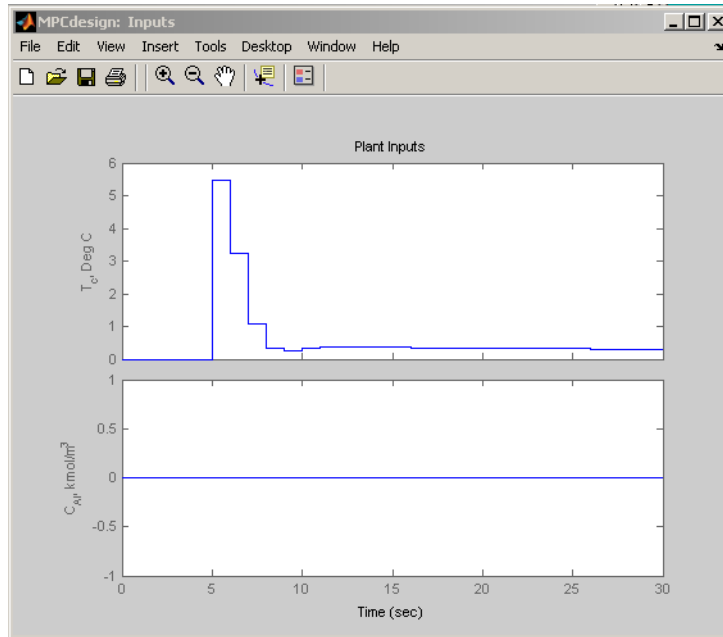 MPCdesign: Inputs
File Edit View Insert Tools Desktop Window Help
Plant Inputs
6
5
4
3
2
1
0
T_c, Deg C
1
0.5
0
-0.5
-1
C_Ai, kmol/m^3
0 5 10 15 20 25 30
Time (sec)